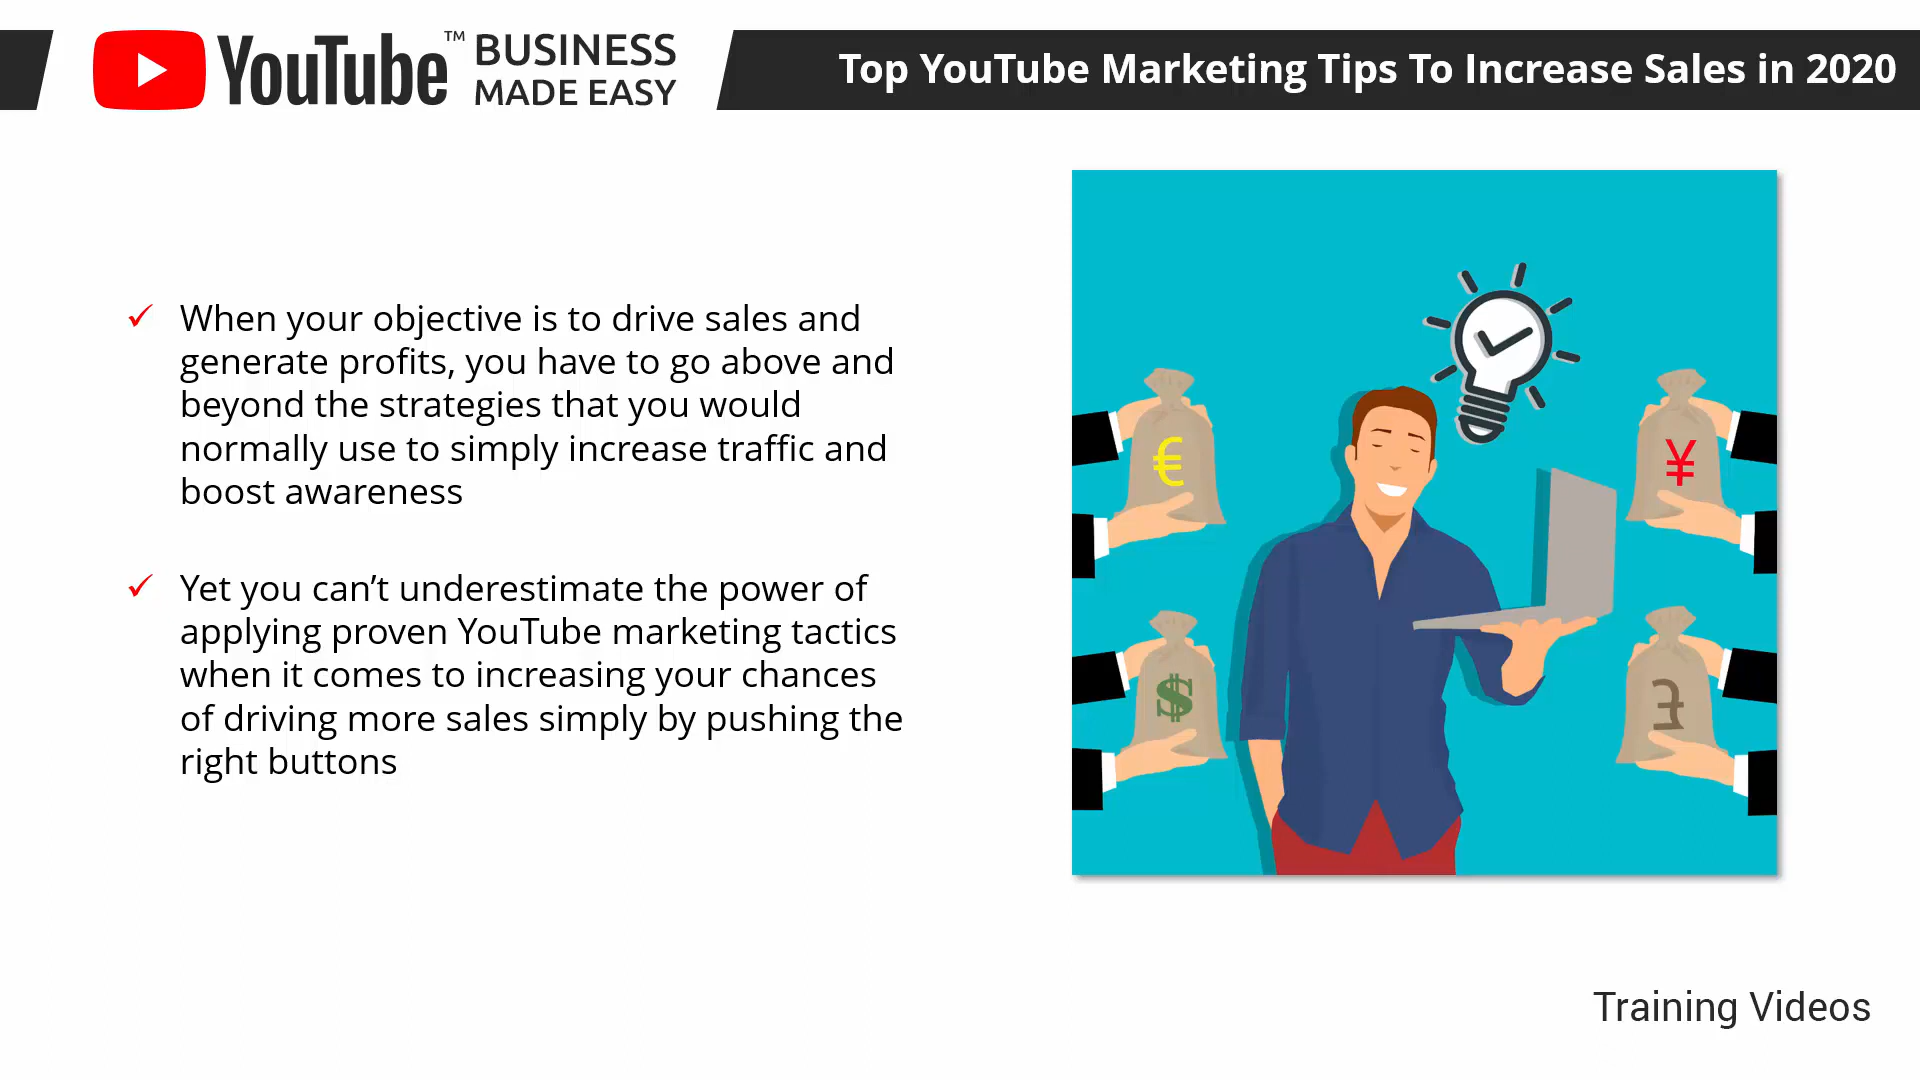 YouTube™ BUSINESS
MADE EASY
Top YouTube Marketing Tips To Increase Sales in 2020
✓ When your objective is to drive sales and
generate profits, you have to go above and
beyond the strategies that you would
normally use to simply increase traffic and
boost awareness
✓ Yet you can’t underestimate the power of
applying proven YouTube marketing tactics
when it comes to increasing your chances
of driving more sales simply by pushing the
right buttons
€
¥
$
£
Training Videos